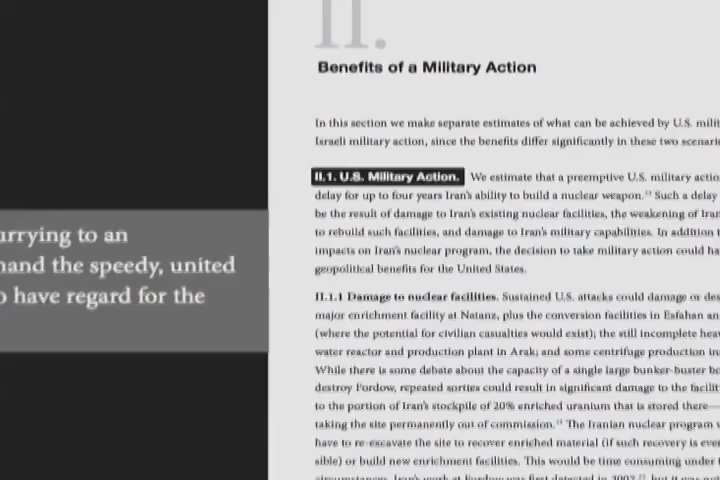 II.
Benefits of a Military Action
In this section we make separate estimates of what can be achieved by U.S. milit
Israeli military action, since the benefits differ significantly in these two scenari
II.1. U.S. Military Action. We estimate that a preemptive U.S. military actio
delay for up to four years Iran's ability to build a nuclear weapon. Such a delay
be the result of damage to Iran's existing nuclear facilities, the weakening of Iran
to rebuild such facilities, and damage to Iran's military capabilities. In addition t
impacts on Iran's nuclear program, the decision to take military action could ha
geopolitical benefits for the United States.
II.1.1 Damage to nuclear facilities. Sustained U.S. attacks could damage or des
major enrichment facility at Natanz, plus the conversion facilities in Esfahan an
(where the potential for civilian casualties would exist); the still incomplete heav
water reactor and production plant in Arak; and some centrifuge production in
While there is some debate about the capacity of a single large bunker-buster bo
destroy Fordow, repeated sorties could result in significant damage to the facilit
to the portion of Iran's stockpile of 20% enriched uranium that is stored there—
taking the site permanently out of commission. The Iranian nuclear program w
have to re-excavate the site to recover enriched material (if such recovery is ever
sible) or build new enrichment facilities. This would be time consuming under t
Iran's work at Fordow was first detected in
urrying to an
hand the speedy, united
o have regard for the